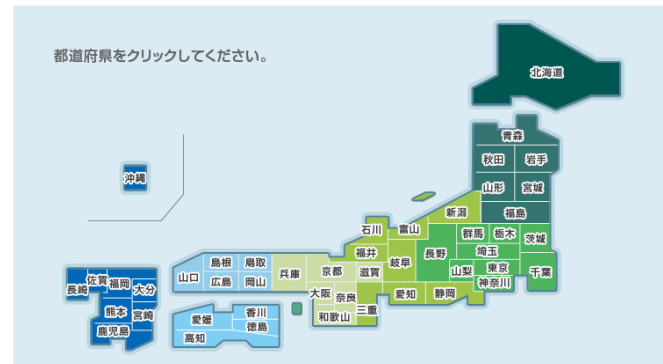 都道府県をクリックしてください。
北海道
青森
秋田
岩手
山形
宮城
福島
沖縄
新潟
石川
富山
福井
岐阜
長野
群馬
栃木
茨城
埼玉
山梨
東京
千葉
神奈川
愛知
静岡
三重
滋賀
京都
兵庫
大阪
奈良
和歌山
鳥取
島根
岡山
広島
山口
香川
徳島
愛媛
高知
福岡
佐賀
長崎
大分
熊本
宮崎
鹿児島